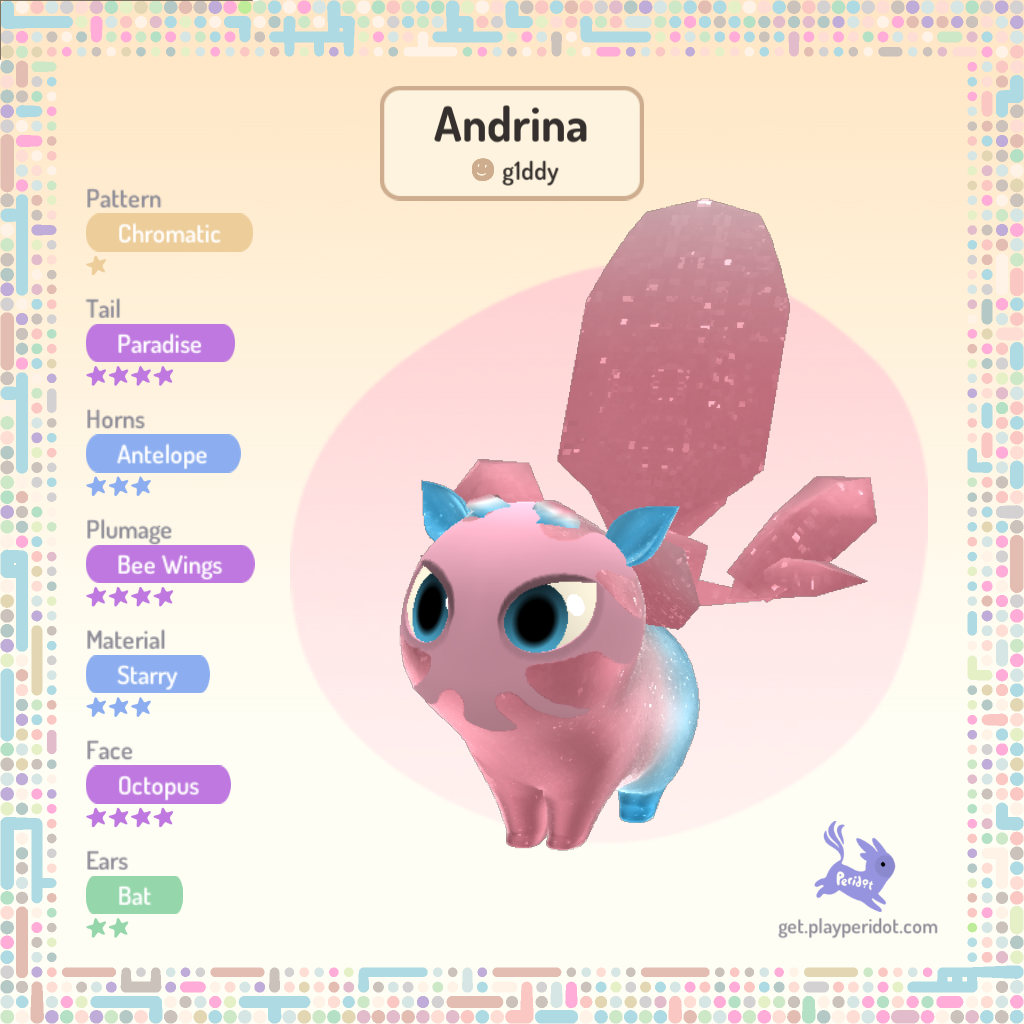 Andrina
g1ddy
Pattern
Chromatic
Tail
Paradise
Horns
Antelope
Plumage
Bee Wings
Material
Starry
Face
Octopus
Ears
Bat
Peridot
get.playperidot.com